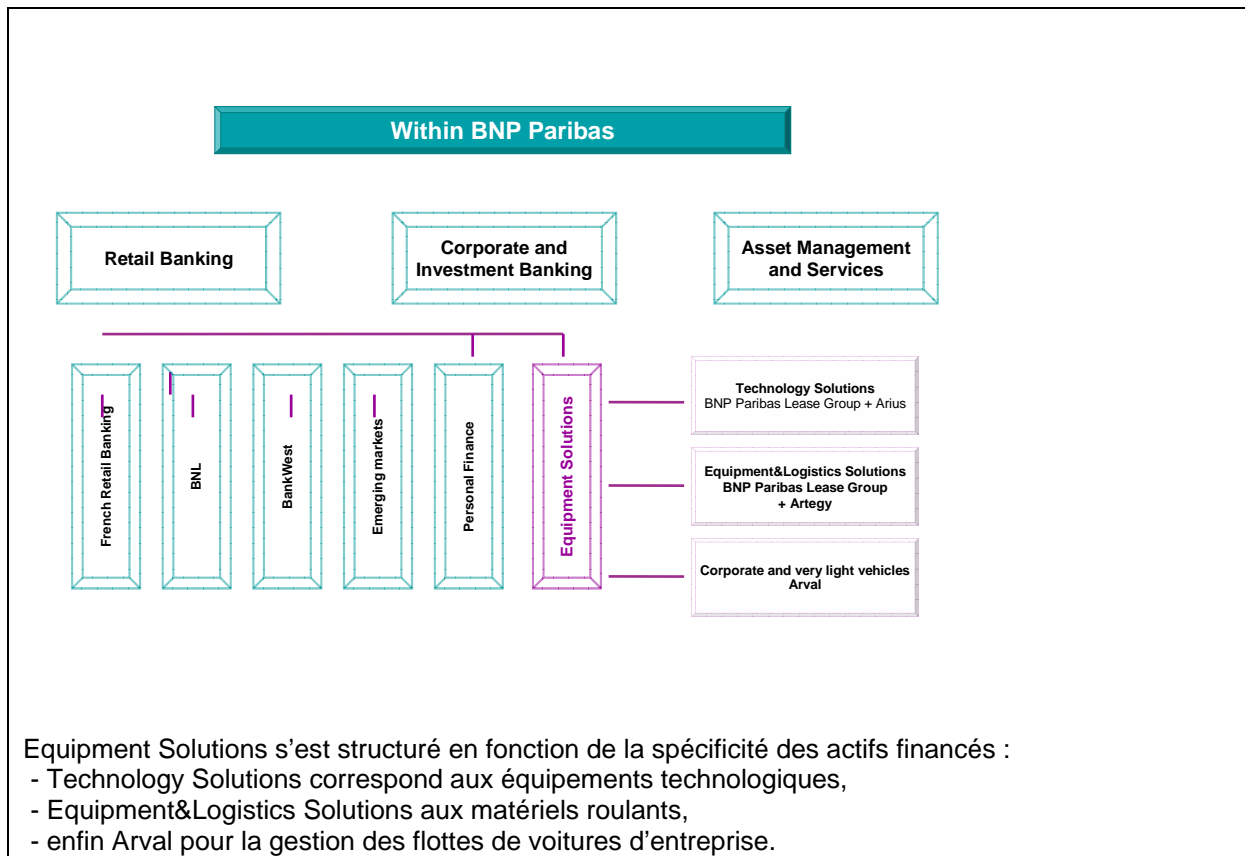 Within BNP Paribas
Retail Banking
Corporate and
Investment Banking
Asset Management
and Services
French Retail Banking
BNL
BankWest
Emerging markets
Personal Finance
Equipment Solutions
Technology Solutions
BNP Paribas Lease Group + Arius
Equipment&Logistics Solutions
BNP Paribas Lease Group
+ Artegy
Corporate and very light vehicles
Arval
Equipment Solutions s’est structuré en fonction de la spécificité des actifs financés :
- Technology Solutions correspond aux équipements technologiques,
- Equipment&Logistics Solutions aux matériels roulants,
- enfin Arval pour la gestion des flottes de voitures d’entreprise.